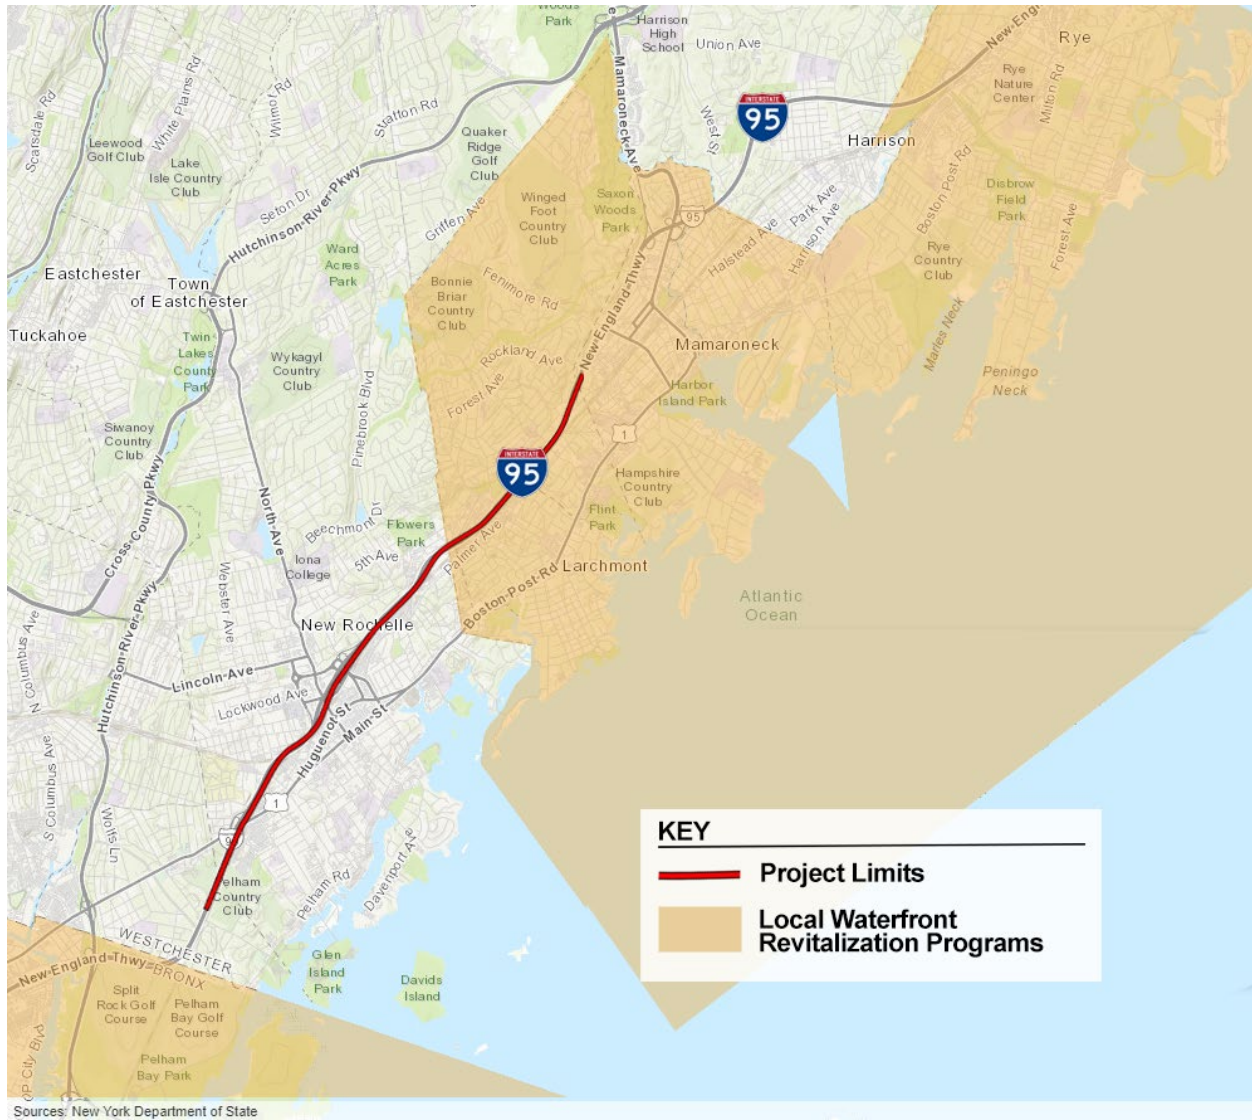 Woods
Park
Harrison
High
School
Union Ave
New-Eng
Rye
Scarsdale Rd
White Plains Rd
Wilmot Rd
Stratton Rd
Mamaroneck-Ave
West St
INTERSTATE
95
Rye
Nature
Center
Milton Rd
Leewood
Golf Club
Lake
Isle Country
Club
Quaker
Ridge
Golf
Club
Harrison
Seton Dr
Hutchinson-River-Pkwy
Griffen Ave
Winged
Foot
Country
Club
Saxon
Woods
Park
95
Park Ave
Harrison Ave
Halstead Ave
Boston Post Rd
Disbrow
Field
Park
Forest Ave
Rye
Country
Club
Ward
Acres
Park
Eastchester
Town
of Eastchester
Bonnie
Briar
Country
Club
Fenimore Rd
New England-Thwy
Tuckahoe
Twin
Lakes
County
Park
Wykagyl
Country
Club
Rockland Ave
Forest Ave
Mamaroneck
Marles Neck
Peningo
Neck
Harbor
Island Park
Pinebrook Blvd
Siwanoy
Country
Club
1
INTERSTATE
95
Hampshire
Country
Club
Flint
Park
Cross-County-Pkwy
North-Ave
Beechmont Dr
Flowers
Park
5th Ave
Iona
College
Palmer Ave
Larchmont
Boston-Post-Rd
Atlantic
Ocean
Webster Ave
New Rochelle
N Columbus Ave
Hutchinson-River-Pkwy
Lincoln-Ave
Lockwood Ave
Huguenot St
Main-St
S Columbus Ave
1
Wolfs Ln
9
Pelham
Country
Club
Pelham Rd
Davenport Ave
KEY
Project Limits
Local Waterfront
Revitalization Programs
WESTCHESTER
BRONX
New-England-Thwy
Glen
Island
Park
Davids
Island
Split
Rock Golf
Course
Pelham
Bay Golf
Course
Pelham
Bay Park
City Blvd
Sources: New York Department of State